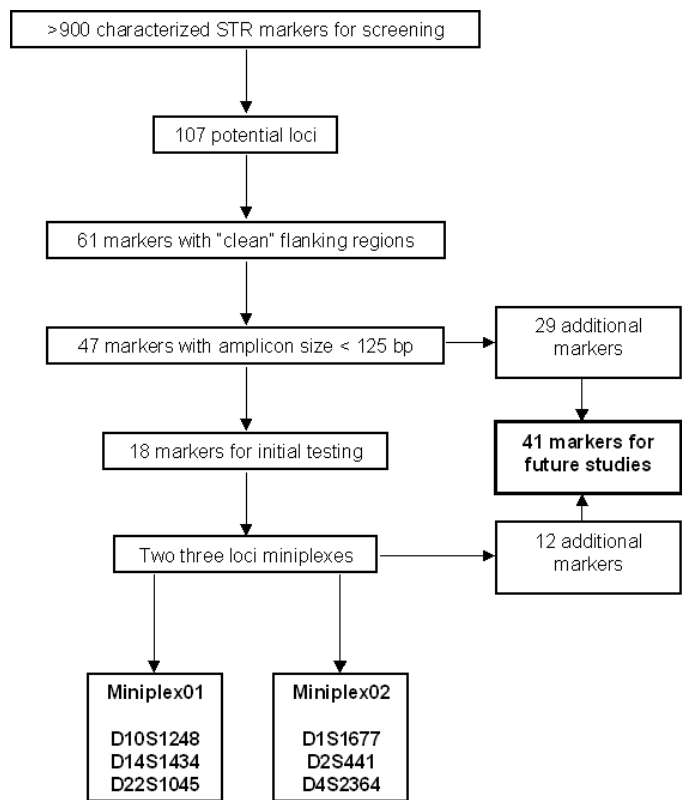 >900 characterized STR markers for screening
107 potential loci
61 markers with "clean" flanking regions
47 markers with amplicon size < 125 bp
29 additional
markers
18 markers for initial testing
41 markers for
future studies
Two three loci miniplexes
12 additional
markers
Miniplex01
D10S1248
D14S1434
D22S1045
Miniplex02
D1S1677
D2S441
D4S2364